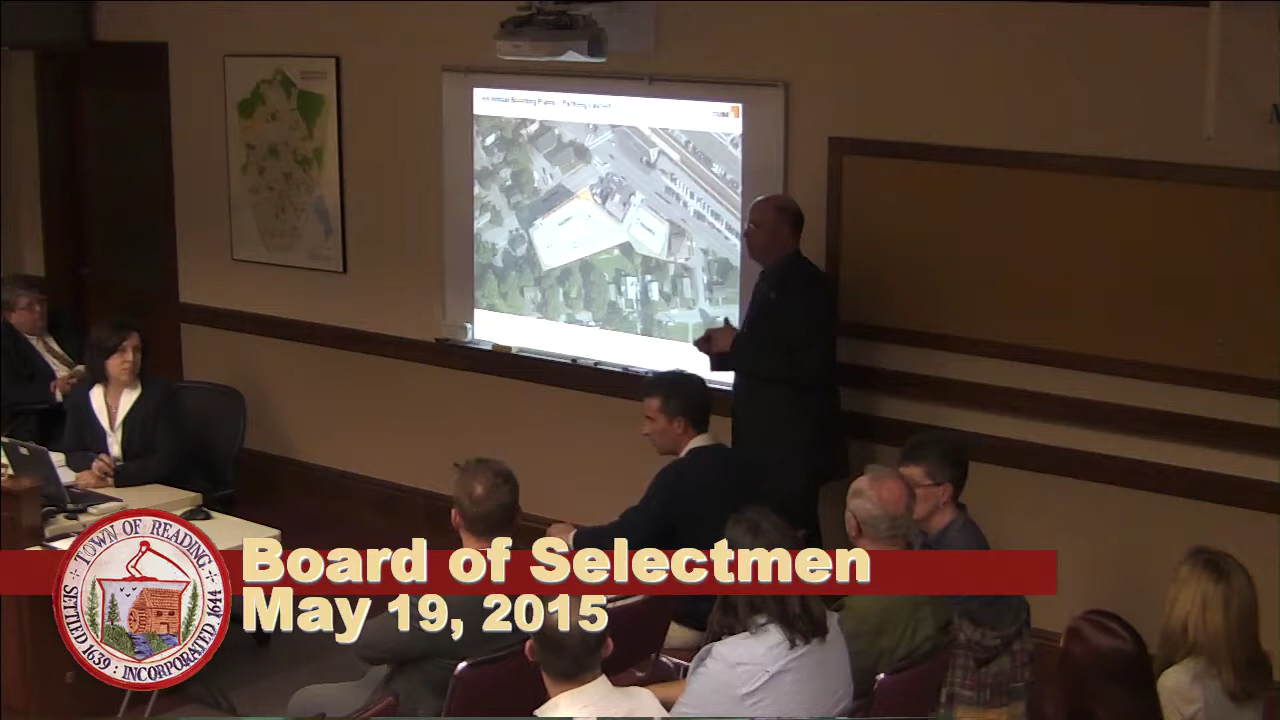 Board of Selectmen
May 19, 2015
TOWN OF READING
SETTLED 1639 : INCORPORATED 1644